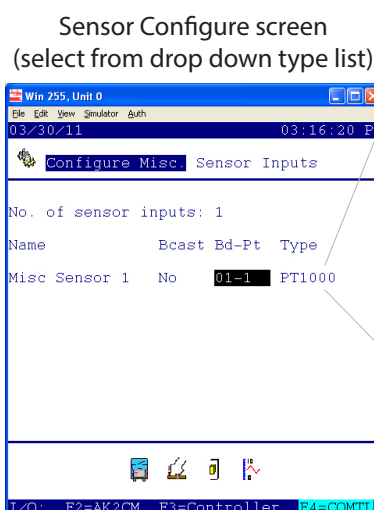 Sensor Configure screen
(select from drop down type list)
Win 255, Unit 0
File Edit View Simulator Auth
03/30/11 03:16:20 P
Configure Misc. Sensor Inputs
No. of sensor inputs: 1
Name Bcast Bd-Pt Type
Misc Sensor 1 No 01-1 PT1000
I/O: F2=AK2CM F3=Controller F4=COMTL